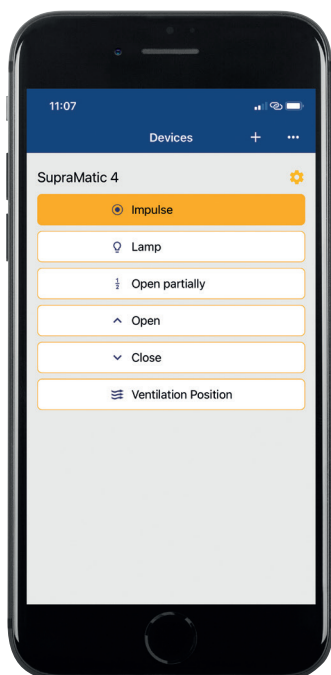 11:07
Devices
SupraMatic 4
Impulse
Lamp
1/2 Open partially
Open
Close
Ventilation Position